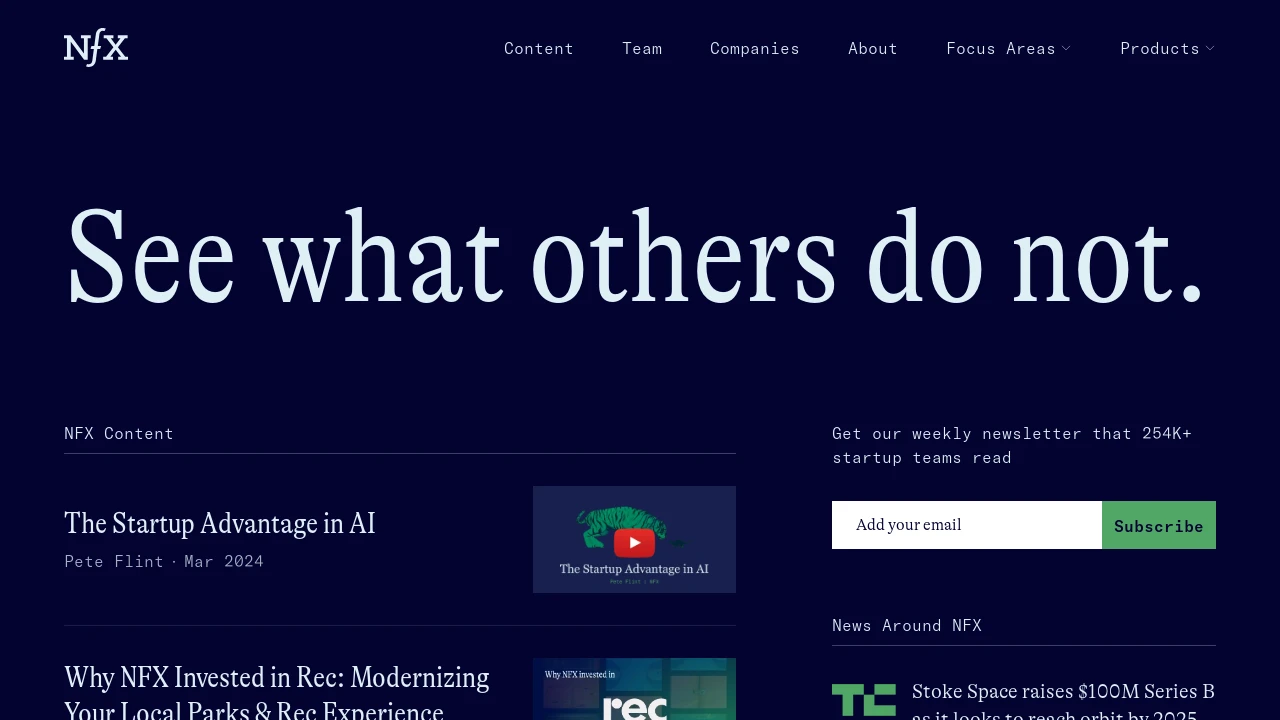 NfX
Content
Team
Companies
About
Focus Areas
Products
See what others do not.
NFX Content
The Startup Advantage in AI
Pete Flint · Mar 2024
The Startup Advantage in AI
Pete Flint | NFX
Why NFX Invested in Rec: Modernizing
Your Local Parks & Rec Experience
Why NFX invested in
rec
Get our weekly newsletter that 254K+
startup teams read
Add your email
Subscribe
News Around NFX
TC
Stoke Space raises $100M Series B
as it looks to reach orbit by 2025